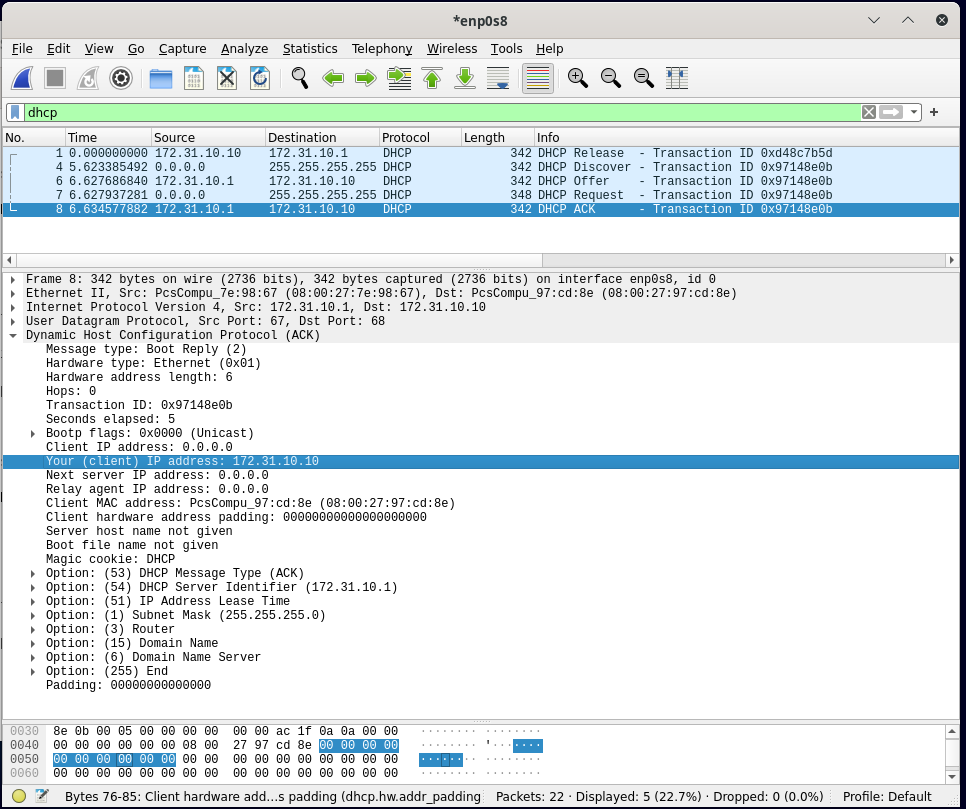 *enp0s8
File Edit View Go Capture Analyze Statistics Telephony Wireless Tools Help
dhcp
No. Time Source Destination Protocol Length Info
1 0.000000000 172.31.10.10 172.31.10.1 DHCP 342 DHCP Release - Transaction ID 0xd48c7b5d
4 5.623385492 0.0.0.0 255.255.255.255 DHCP 342 DHCP Discover - Transaction ID 0x97148e0b
6 6.627686840 172.31.10.1 172.31.10.10 DHCP 342 DHCP Offer - Transaction ID 0x97148e0b
7 6.627937281 0.0.0.0 255.255.255.255 DHCP 348 DHCP Request - Transaction ID 0x97148e0b
8 6.634577882 172.31.10.1 172.31.10.10 DHCP 342 DHCP ACK - Transaction ID 0x97148e0b
Frame 8: 342 bytes on wire (2736 bits), 342 bytes captured (2736 bits) on interface enp0s8, id 0
Ethernet II, Src: PcsCompu_7e:98:67 (08:00:27:7e:98:67), Dst: PcsCompu_97:cd:8e (08:00:27:97:cd:8e)
Internet Protocol Version 4, Src: 172.31.10.1, Dst: 172.31.10.10
User Datagram Protocol, Src Port: 67, Dst Port: 68
Dynamic Host Configuration Protocol (ACK)
Message type: Boot Reply (2)
Hardware type: Ethernet (0x01)
Hardware address length: 6
Hops: 0
Transaction ID: 0x97148e0b
Seconds elapsed: 5
Bootp flags: 0x0000 (Unicast)
Client IP address: 0.0.0.0
Your (client) IP address: 172.31.10.10
Next server IP address: 0.0.0.0
Relay agent IP address: 0.0.0.0
Client MAC address: PcsCompu_97:cd:8e (08:00:27:97:cd:8e)
Client hardware address padding: 00000000000000000000
Server host name not given
Boot file name not given
Magic cookie: DHCP
Option: (53) DHCP Message Type (ACK)
Option: (54) DHCP Server Identifier (172.31.10.1)
Option: (51) IP Address Lease Time
Option: (1) Subnet Mask (255.255.255.0)
Option: (3) Router
Option: (15) Domain Name
Option: (6) Domain Name Server
Option: (255) End
Padding: 00000000000000
0030 8e 0b 00 05 00 00 00 00 00 00 ac 1f 0a 0a 00 00 ········ ········
0040 00 00 00 00 00 00 08 00 27 97 cd 8e 00 00 00 00 ········ '·······
0050 00 00 00 00 00 00 00 00 00 00 00 00 00 00 00 00 ········ ········
0060 00 00 00 00 00 00 00 00 00 00 00 00 00 00 00 00 ········ ········
Bytes 76-85: Client hardware add…s padding (dhcp.hw.addr_padding Packets: 22 · Displayed: 5 (22.7%) · Dropped: 0 (0.0%) Profile: Default